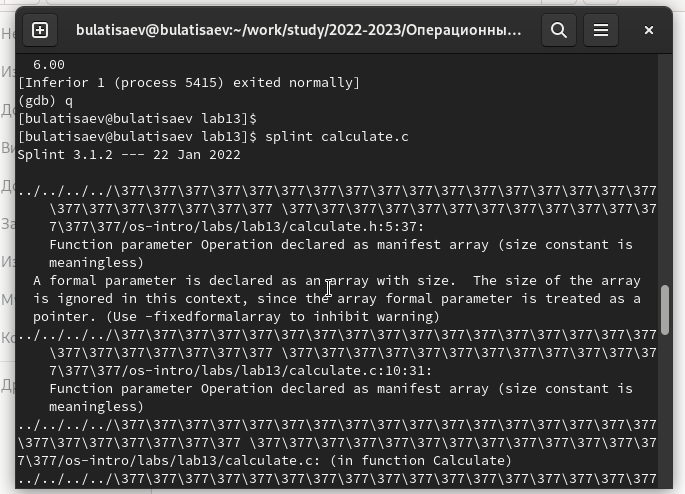 bulatisaev@bulatisaev:~/work/study/2022-2023/Операционны...
6.00
[Inferior 1 (process 5415) exited normally]
(gdb) q
[bulatisaev@bulatisaev lab13]$
[bulatisaev@bulatisaev lab13]$ splint calculate.c
Splint 3.1.2 --- 22 Jan 2022
../../../../\377\377\377\377\377\377\377\377\377\377\377\377\377\377\377\377\377
\377\377\377\377\377\377\377 \377\377\377\377\377\377\377\377\377\377\377\37
7\377\377/os-intro/labs/lab13/calculate.h:5:37:
Function parameter Operation declared as manifest array (size constant is
meaningless)
A formal parameter is declared as an array with size.  The size of the array
is ignored in this context, since the array formal parameter is treated as a
pointer. (Use -fixedformalarray to inhibit warning)
../../../../\377\377\377\377\377\377\377\377\377\377\377\377\377\377\377\377\377
\377\377\377\377\377\377\377 \377\377\377\377\377\377\377\377\377\377\377\37
7\377\377/os-intro/labs/lab13/calculate.c:10:31:
Function parameter Operation declared as manifest array (size constant is
meaningless)
../../../../\377\377\377\377\377\377\377\377\377\377\377\377\377\377\377\377\377
\377\377\377\377\377\377\377 \377\377\377\377\377\377\377\377\377\377\377\377\37
7\377/os-intro/labs/lab13/calculate.c: (in function Calculate)
../../../../\377\377\377\377\377\377\377\377\377\377\377\377\377\377\377\377\377